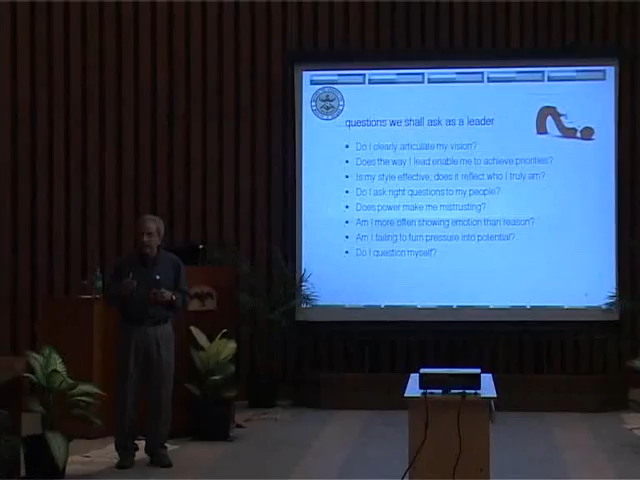 ...questions we shall ask as a leader
• Do I clearly articulate my vision?
• Does the way I lead enable me to achieve priorities?
• Is my style effective, does it reflect who I truly am?
• Do I ask right questions to my people?
• Does power make me mistrusting?
• Am I more often showing emotion than reason?
• Am I failing to turn pressure into potential?
• Do I question myself?